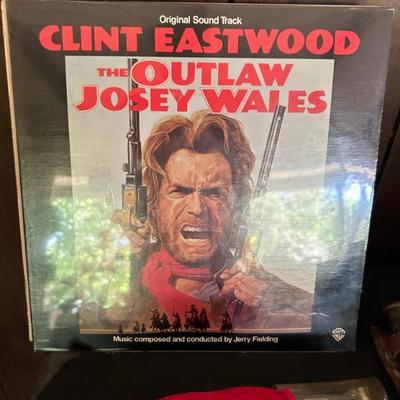 Original Sound Track
CLINT EASTWOOD
THE OUTLAW
JOSEY WALES
Music composed and conducted by Jerry Fielding